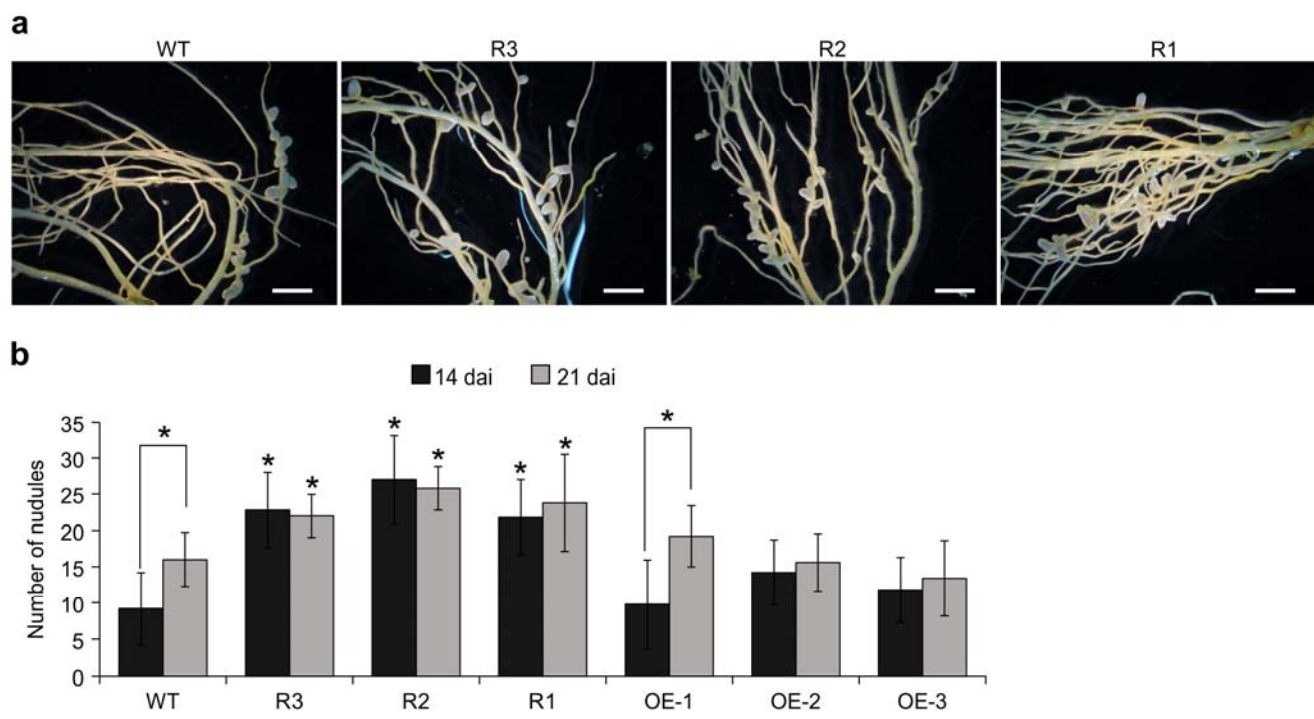 a
WT R3 R2 R1
b
14 dai 21 dai
Number of nudules
35
30
25
20
15
10
5
0
* * * * * * * *
WT R3 R2 R1 OE-1 OE-2 OE-3